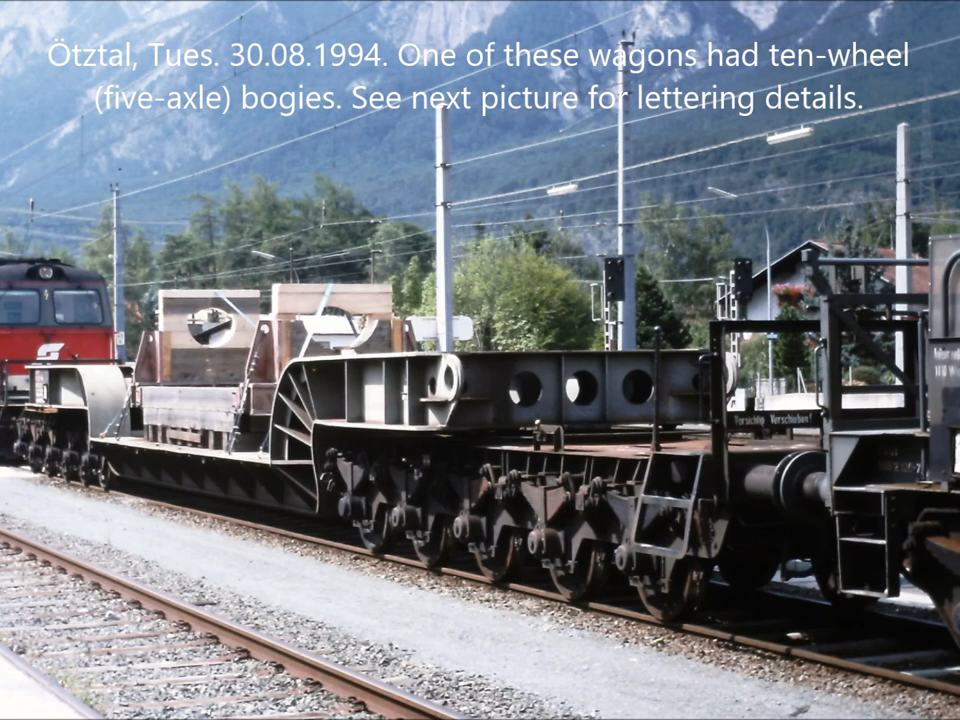 Ötztal, Tues. 30.08.1994. One of these wagons had ten-wheel
(five-axle) bogies. See next picture for lettering details.
Vorsichtig Verschieben!